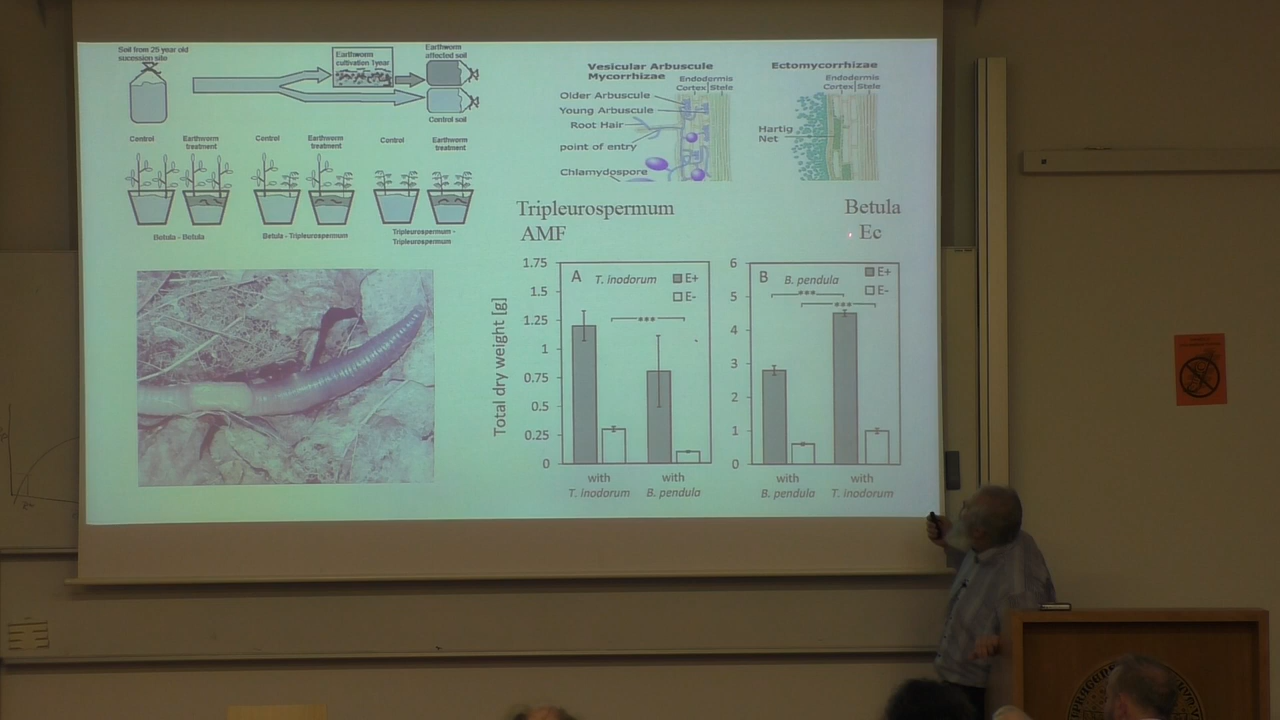 Soil from 25 year old
sucession site
Earthworm
cultivation 1year
Earthworm
affected soil
Control soil
Control
Earthworm
treatment
Control
Earthworm
treatment
Control
Earthworm
treatment
Betula - Betula
Betula - Tripleurospermum
Tripleurospermum -
Tripleurospermum
Vesicular Arbuscule
Mycorrhizae
Endodermis
Cortex Stele
Older Arbuscule
Young Arbuscule
Root Hair
point of entry
Chlamydospore
Ectomycorrhizae
Endodermis
Cortex Stele
Hartig
Net
Tripleurospermum
AMF
Betula
Ec
Total dry weight [g]
1.75
1.5
1.25
1
0.75
0.5
0.25
0
A
T. inodorum
E+
E-
***
with
T. inodorum
with
B. pendula
6
5
4
3
2
1
0
B
B. pendula
E+
E-
***
***
with
B. pendula
with
T. inodorum